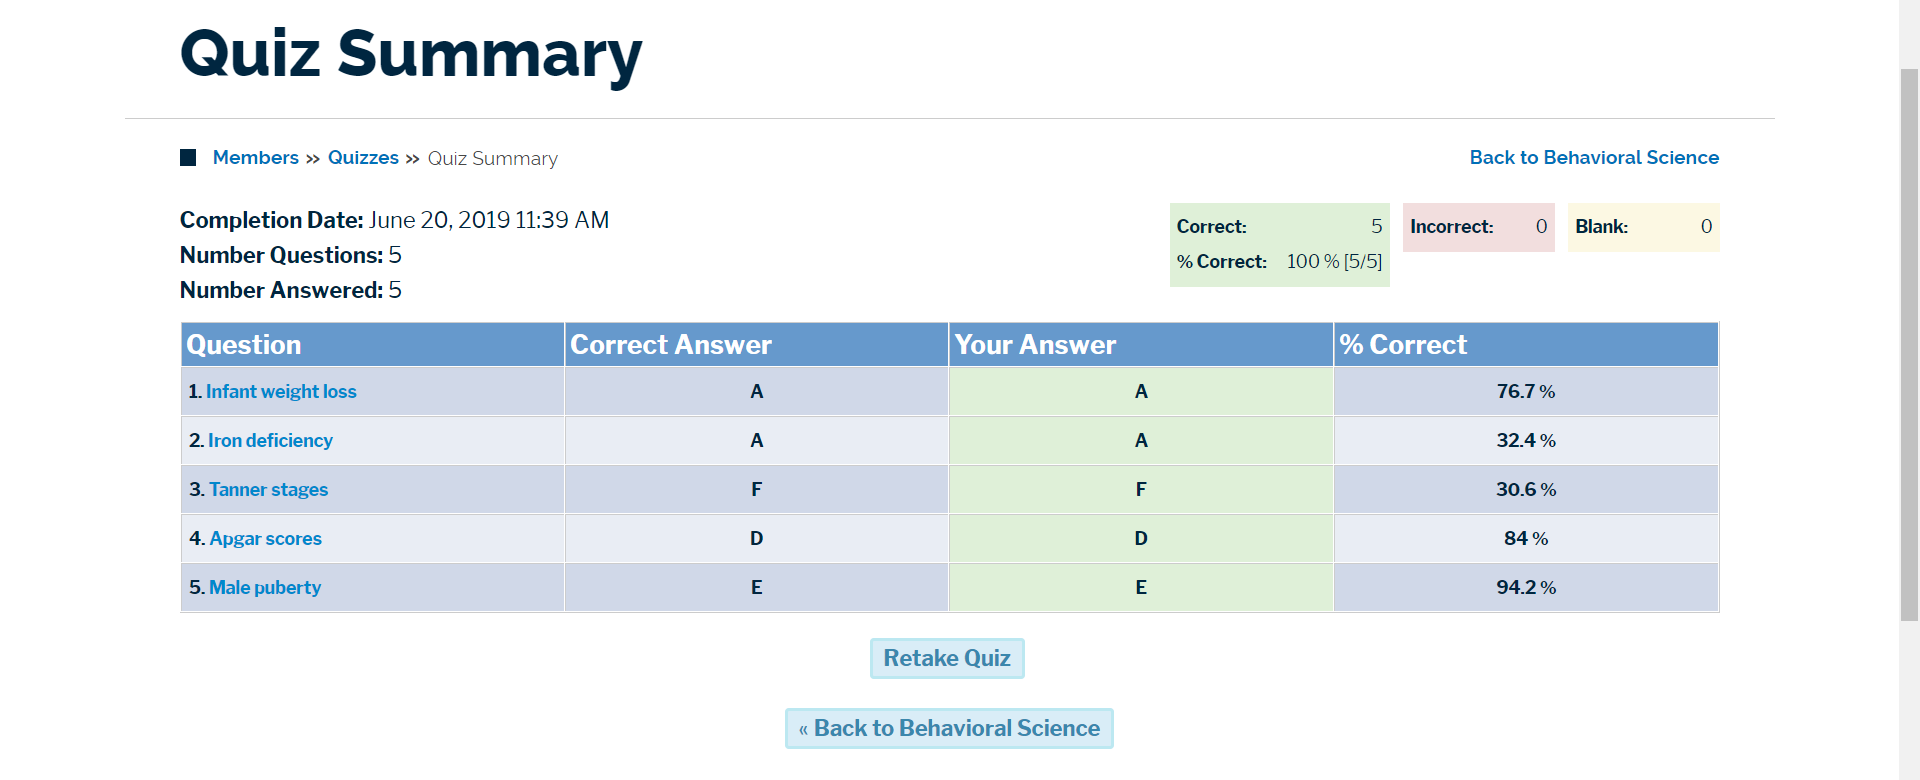 Quiz Summary
Members » Quizzes » Quiz Summary
Back to Behavioral Science
Completion Date: June 20, 2019 11:39 AM
Number Questions: 5
Number Answered: 5
Correct: 5
% Correct: 100 % [5/5]
Incorrect: 0
Blank: 0
Question Correct Answer Your Answer % Correct
1. Infant weight loss A A 76.7 %
2. Iron deficiency A A 32.4 %
3. Tanner stages F F 30.6 %
4. Apgar scores D D 84 %
5. Male puberty E E 94.2 %
Retake Quiz
« Back to Behavioral Science